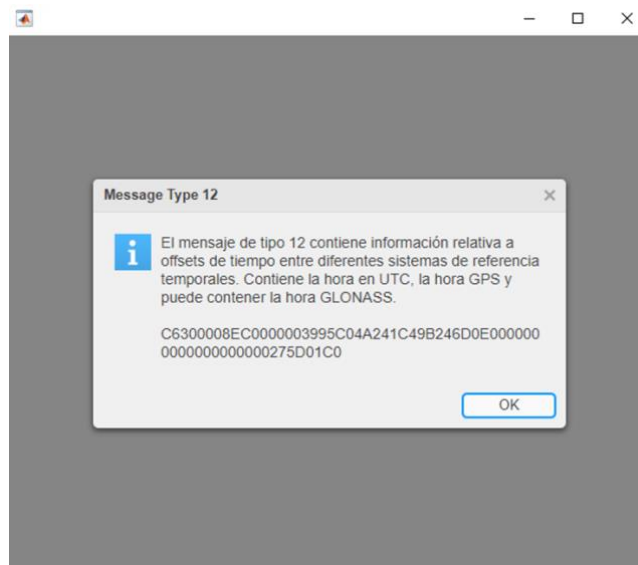 Message Type 12
El mensaje de tipo 12 contiene información relativa a
offsets de tiempo entre diferentes sistemas de referencia
temporales. Contiene la hora en UTC, la hora GPS y
puede contener la hora GLONASS.
C6300008EC0000003995C04A241C49B246D0E000000
0000000000000275D01C0
OK